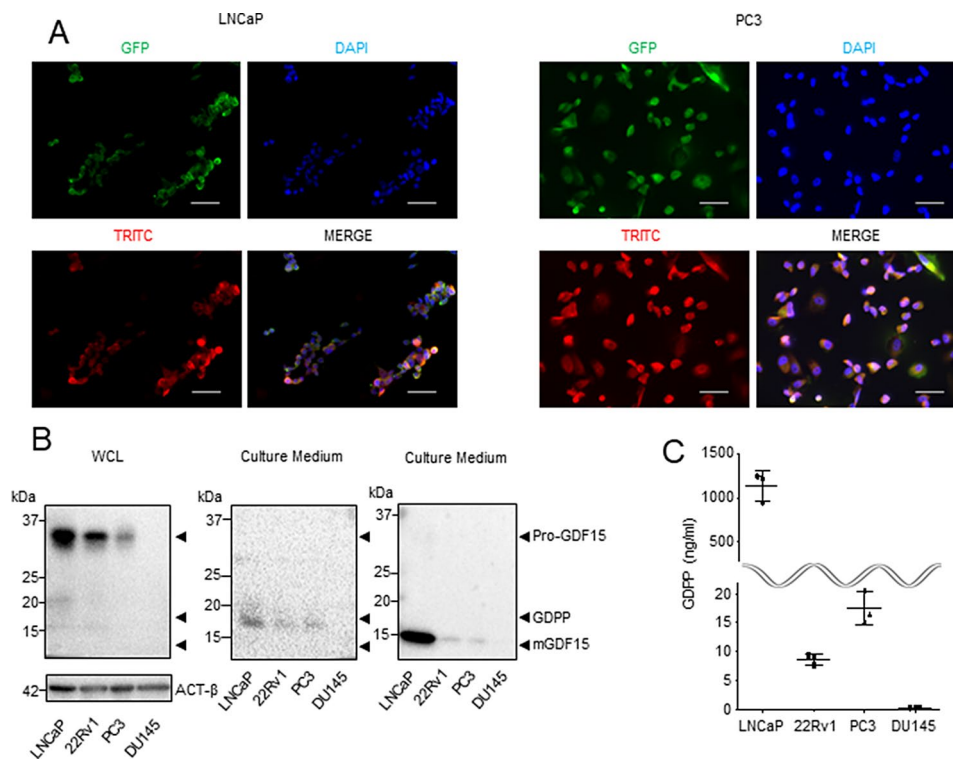 A
LNCaP
PC3
GFP
DAPI
GFP
DAPI
TRITC
MERGE
TRITC
MERGE
B
WCL
Culture Medium
Culture Medium
kDa
37
25
20
15
42
ACT-β
LNCaP
22Rv1
PC3
DU145
kDa
37
25
20
15
LNCaP
22Rv1
PC3
DU145
kDa
37
25
20
15
Pro-GDF15
GDPP
mGDF15
LNCaP
22Rv1
PC3
DU145
C
GDPP (ng/ml)
1500
1000
500
20
15
10
5
0
LNCaP
22Rv1
PC3
DU145